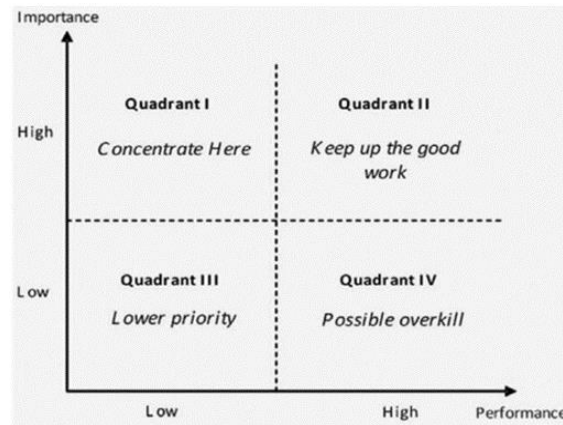 Importance
Quadrant I
Quadrant II
High
Concentrate Here
Keep up the good
work
Quadrant III
Quadrant IV
Low
Lower priority
Possible overkill
Low
High
Performance